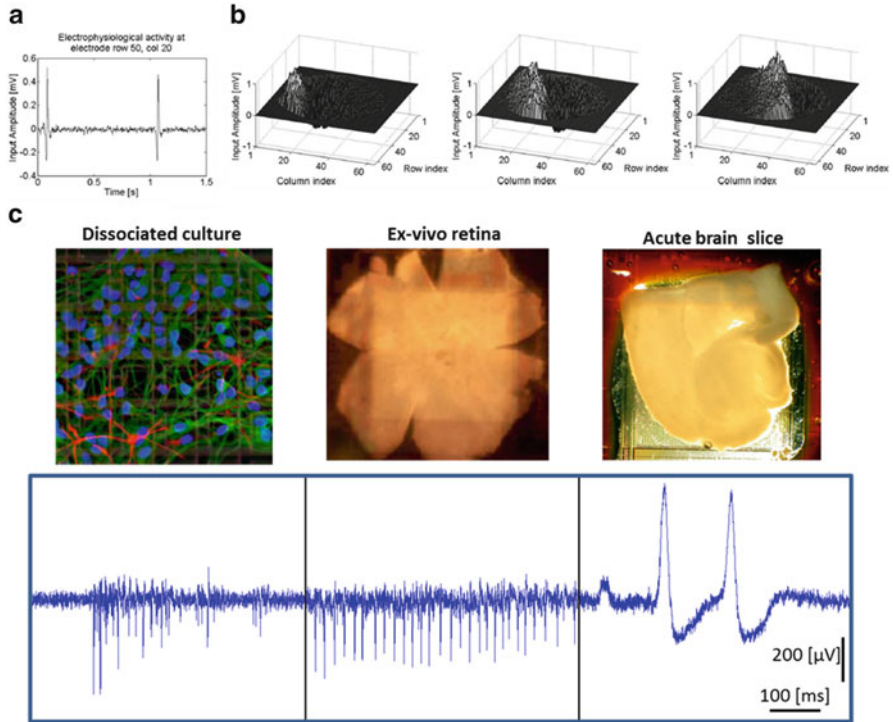 a
Electrophysiological activity at
electrode row 50, col 20
Input Amplitude [mV]
0.6
0.4
0.2
0
-0.2
-0.4
0
0.5
1
1.5
Time [s]
b
Input Amplitude [mV]
1
0
-1
1
20
40
60
Column index
60
40
20
1
Row index
Input Amplitude [mV]
1
0
-1
1
20
40
60
Column index
60
40
20
1
Row index
Input Amplitude [mV]
1
0
-1
1
20
40
60
Column index
60
40
20
1
Row index
c
Dissociated culture
Ex-vivo retina
Acute brain slice
200 [µV]
100 [ms]